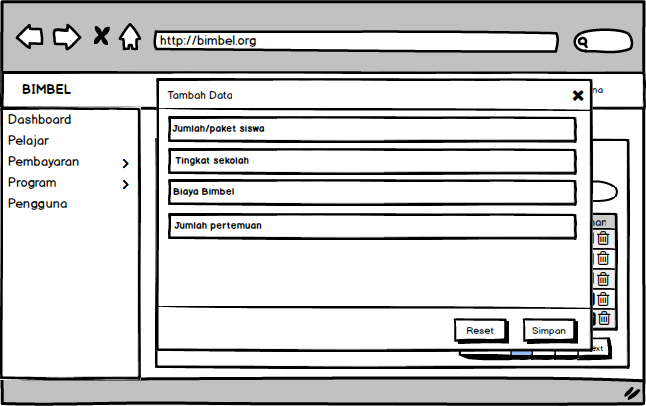 http://bimbel.org
BIMBEL
Tambah Data
Dashboard
Pelajar
Pembayaran
Program
Pengguna
Jumlah/paket siswa
Tingkat sekolah
Biaya Bimbel
Jumlah pertemuan
Reset
Simpan